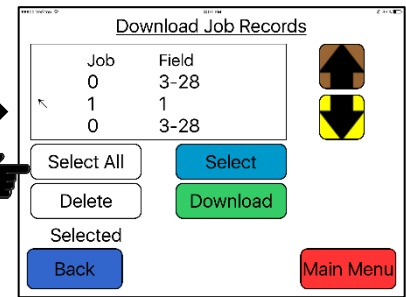 Download Job Records
Job Field
0 3-28
1 1
0 3-28
Select All Select
Delete Download
Selected
Back Main Menu